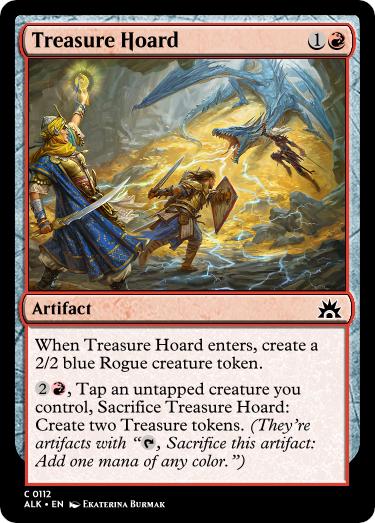 Treasure Hoard 1
Artifact
When Treasure Hoard enters, create a
2/2 blue Rogue creature token.
2 , Tap an untapped creature you
control, Sacrifice Treasure Hoard:
Create two Treasure tokens. (They're
artifacts with “, Sacrifice this artifact:
Add one mana of any color.”)
C 0112
ALK • EN Ekaterina Burmak